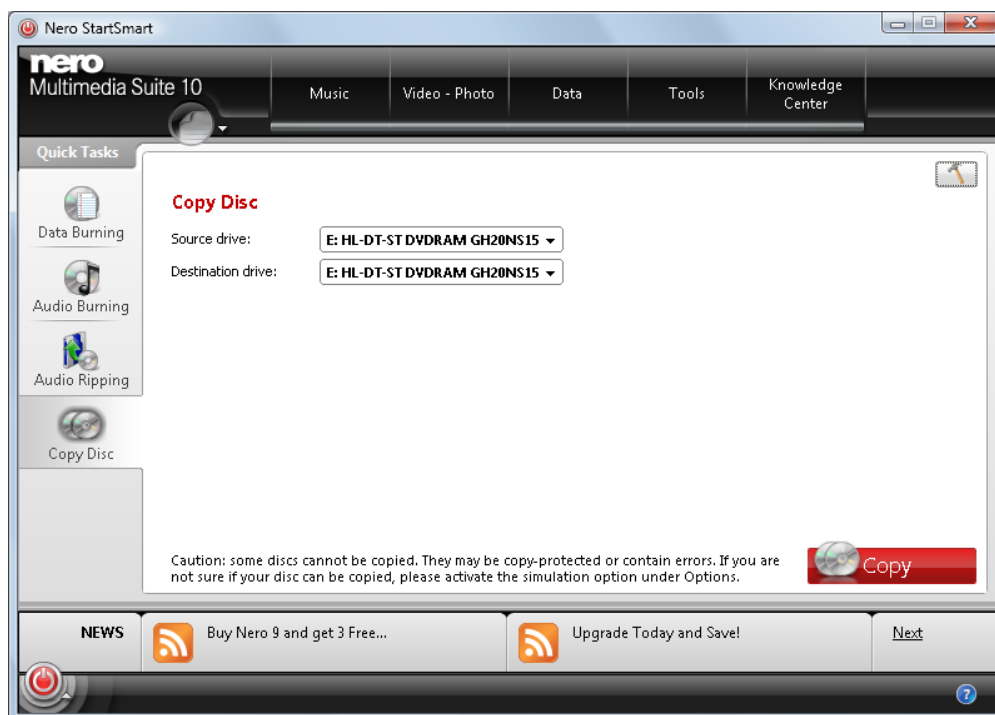 Nero StartSmart
nero
Multimedia Suite 10
Music
Video - Photo
Data
Tools
Knowledge
Center
Quick Tasks
Data Burning
Audio Burning
Audio Ripping
Copy Disc
Copy Disc
Source drive:
E: HL-DT-ST DVDRAM GH20NS15
Destination drive:
E: HL-DT-ST DVDRAM GH20NS15
Caution: some discs cannot be copied. They may be copy-protected or contain errors. If you are
not sure if your disc can be copied, please activate the simulation option under Options.
Copy
NEWS
Buy Nero 9 and get 3 Free...
Upgrade Today and Save!
Next
?